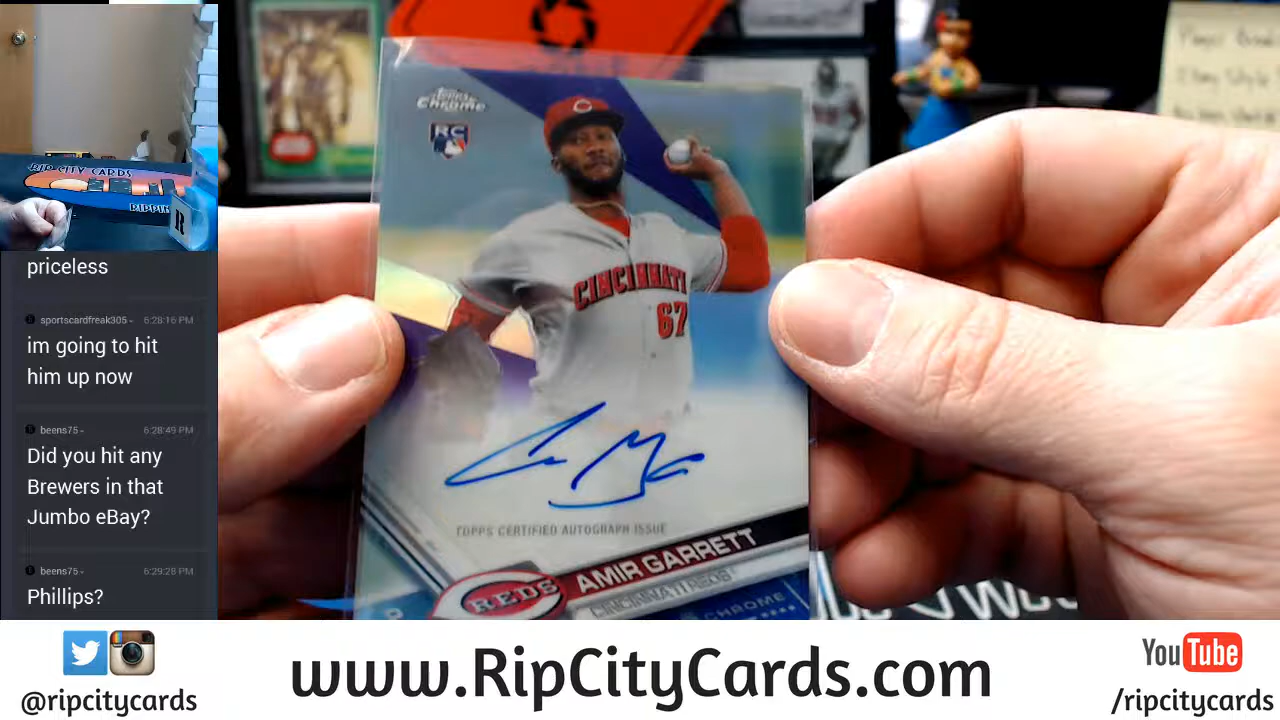 RIP CITY CARDS
RIPPIN
R
priceless
sportscardfreak305
6:28:16 PM
im going to hit
him up now
beens75
6:28:49 PM
Did you hit any
Brewers in that
Jumbo eBay?
beens75
6:29:28 PM
Phillips?
Topps
Chrome
RC
C
CINCINNATI
67
TOPPS CERTIFIED AUTOGRAPH ISSUE
AMIR GARRETT
REDS
CINCINNATI REDS
CHROME
@ripcitycards
www.RipCityCards.com
YouTube
/ripcitycards